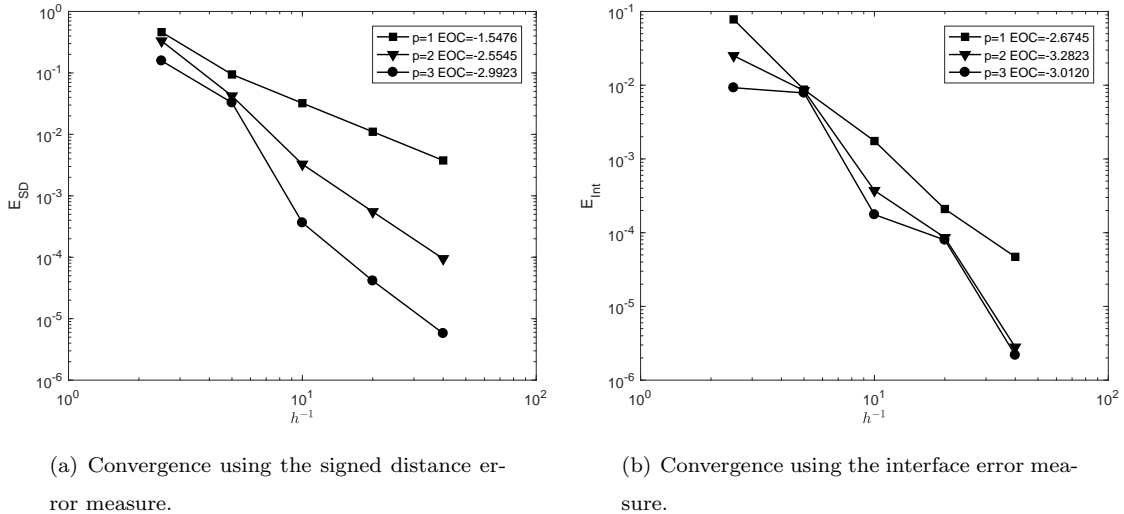 10^0
10^-1
10^-2
10^-3
10^-4
10^-5
10^-6
E_SD
p=1 EOC=-1.5476
p=2 EOC=-2.5545
p=3 EOC=-2.9923
10^0
10^1
10^2
h^-1
(a) Convergence using the signed distance er-
ror measure.
10^-1
10^-2
10^-3
10^-4
10^-5
10^-6
E_Int
p=1 EOC=-2.6745
p=2 EOC=-3.2823
p=3 EOC=-3.0120
10^0
10^1
10^2
h^-1
(b) Convergence using the interface error mea-
sure.